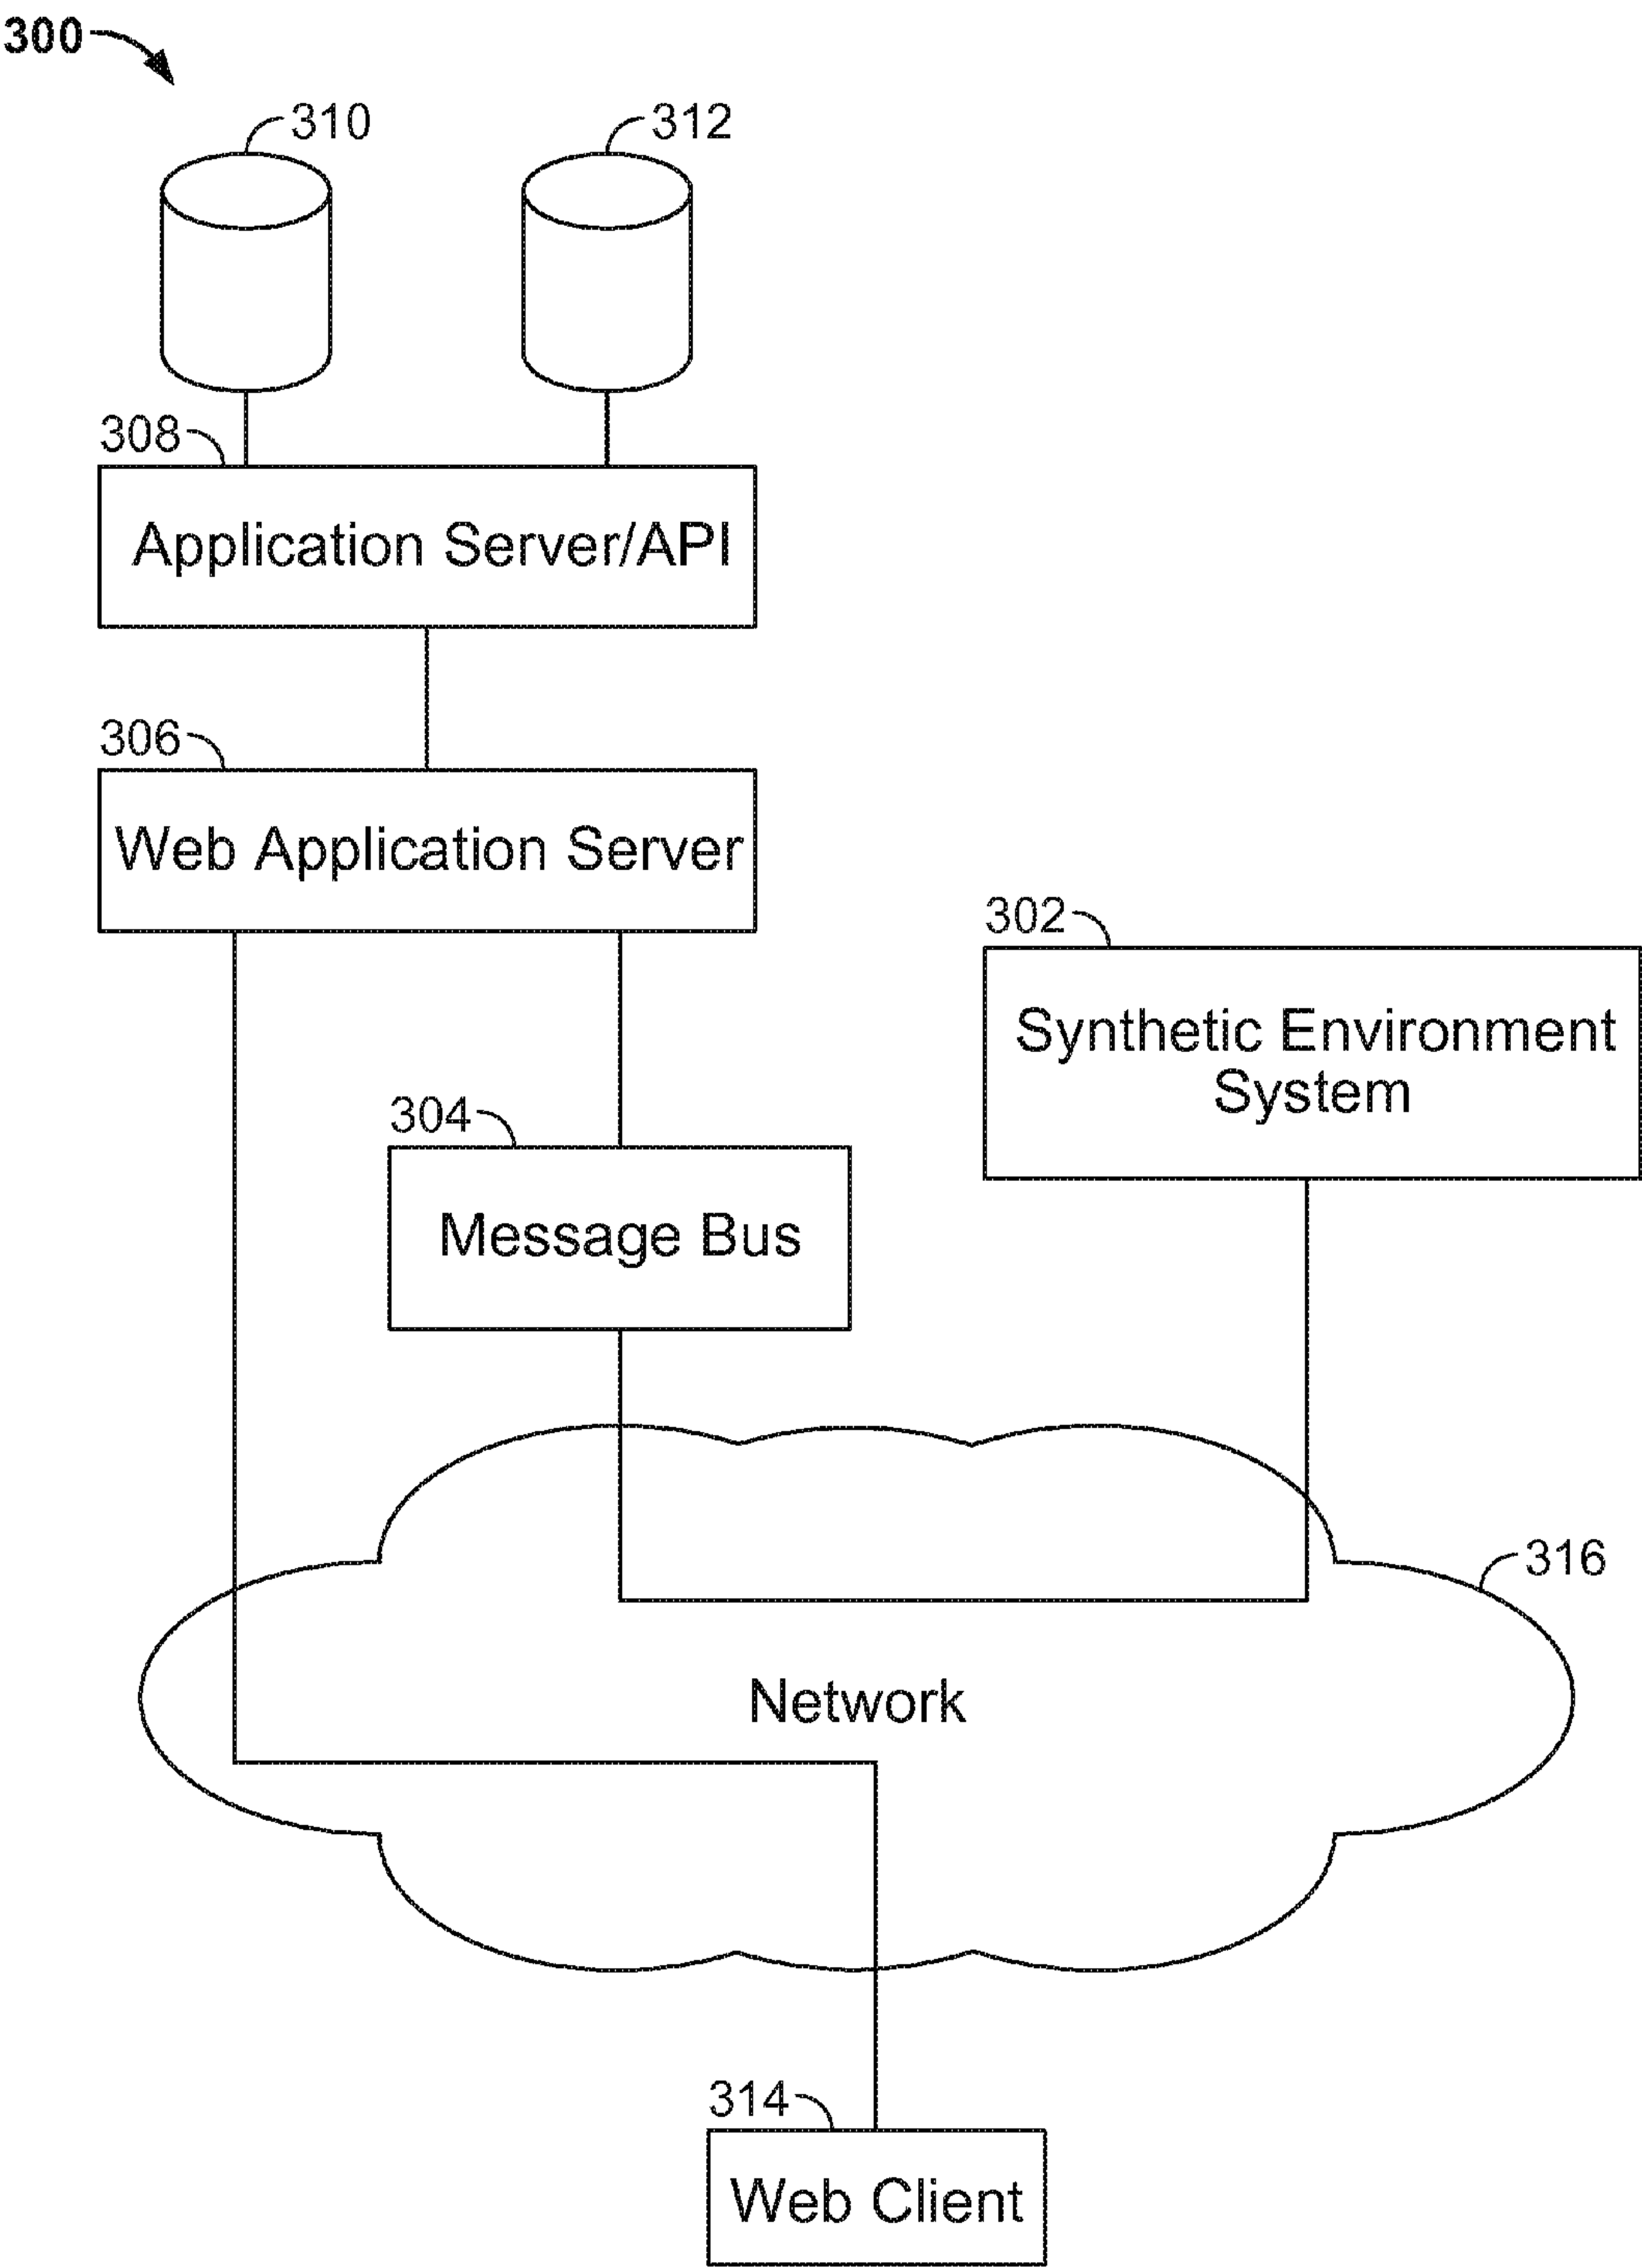 300
310
312
308
Application Server/API
306
Web Application Server
302
Synthetic Environment
System
304
Message Bus
316
Network
314
Web Client